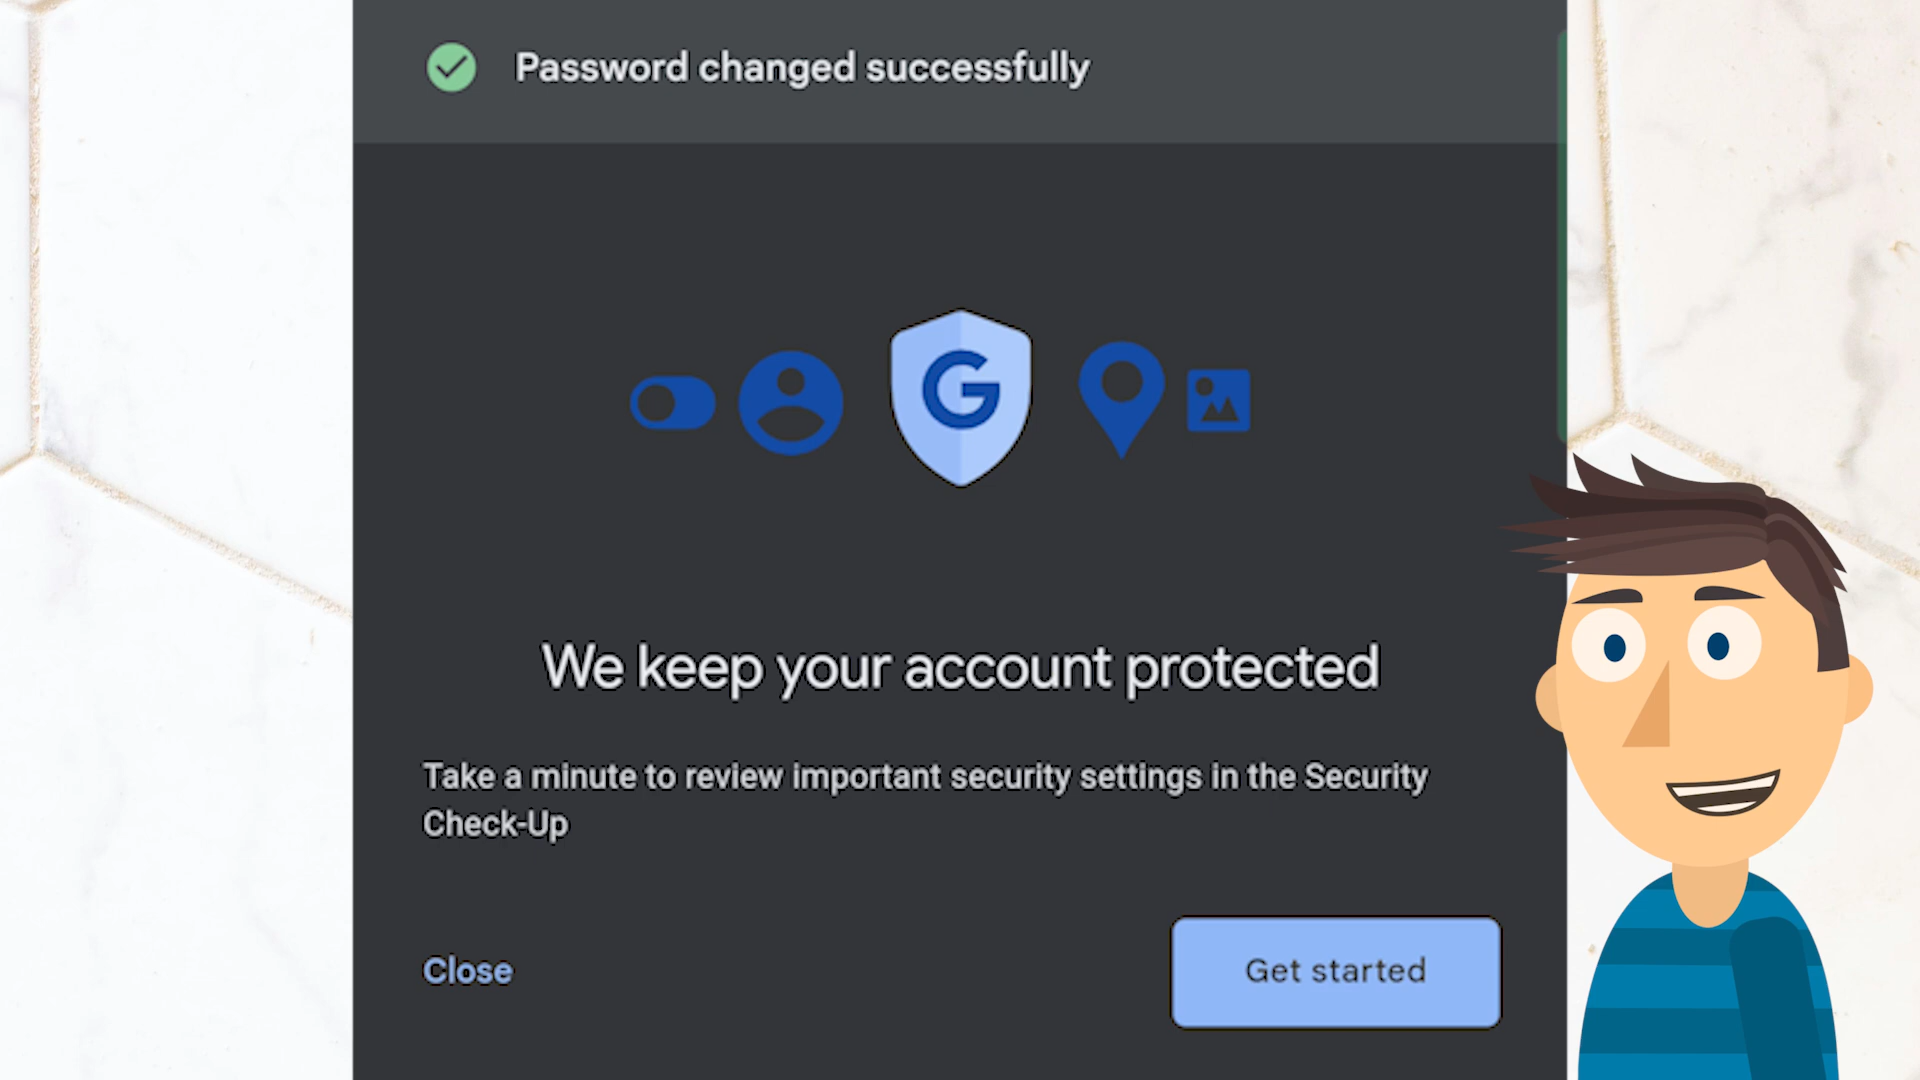 Password changed successfully
G
We keep your account protected
Take a minute to review important security settings in the Security
Check-Up
Close
Get started